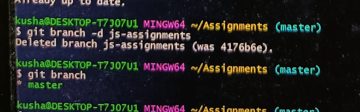 Already up to date.
kusha@DESKTOP-T7J07U1 MINGW64 ~/Assignments (master)
$ git branch -d js-assignments
Deleted branch js-assignments (was 4176b6e).
kusha@DESKTOP-T7J07U1 MINGW64 ~/Assignments (master)
$ git branch
* master
kusha@DESKTOP-T7J07U1 MINGW64 ~/Assignments (master)